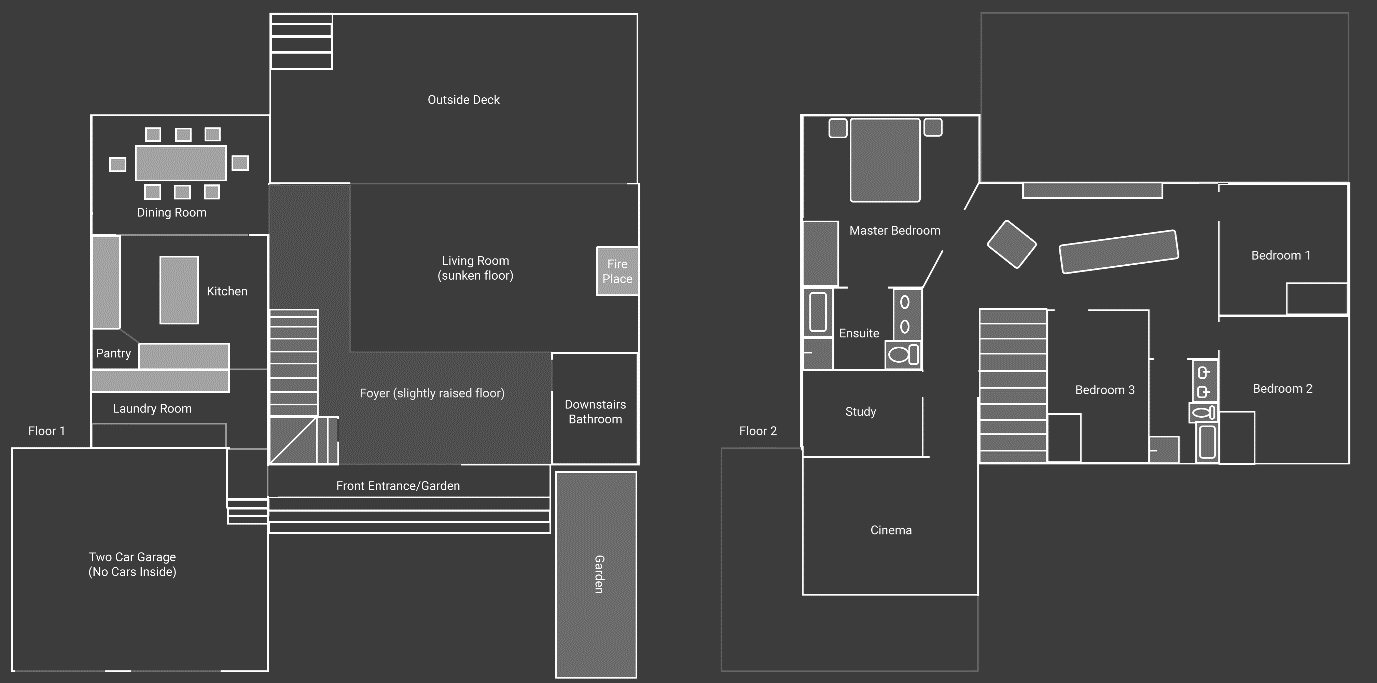 Outside Deck
Dining Room
Living Room
(sunken floor)
Fire
Place
Kitchen
Pantry
Foyer (slightly raised floor)
Laundry Room
Downstairs
Bathroom
Floor 1
Front Entrance/Garden
Two Car Garage
(No Cars Inside)
Garden
Master Bedroom
Bedroom 1
Ensuite
Bedroom 3
Bedroom 2
Study
Floor 2
Cinema